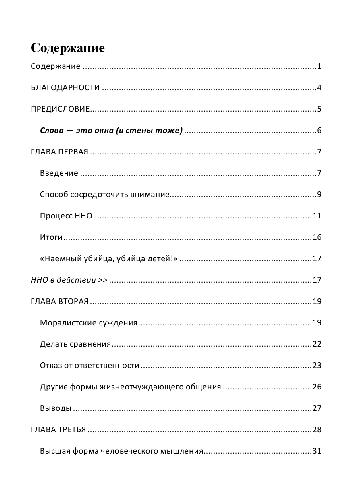 Содержание
Содержание ........ 1
БЛАГОДАРНОСТИ ........ 4
ПРЕДИСЛОВИЕ ........ 5
Слова — это окна (и стены тоже) ........ 6
ГЛАВА ПЕРВАЯ ........ 7
Введение ........ 7
Способ сосредоточить внимание ........ 9
Процесс ННО ........ 11
Итоги ........ 16
«Наемный убийца, убийца детей!» ........ 17
ННО в действии >> ........ 17
ГЛАВА ВТОРАЯ ........ 19
Моралистские суждения ........ 19
Делать сравнения ........ 22
Отказ от ответственности ........ 23
Другие формы жизнеотчуждающего общения ........ 26
Выводы ........ 27
ГЛАВА ТРЕТЬЯ ........ 28
Высшая форма человеческого мышления ........ 31